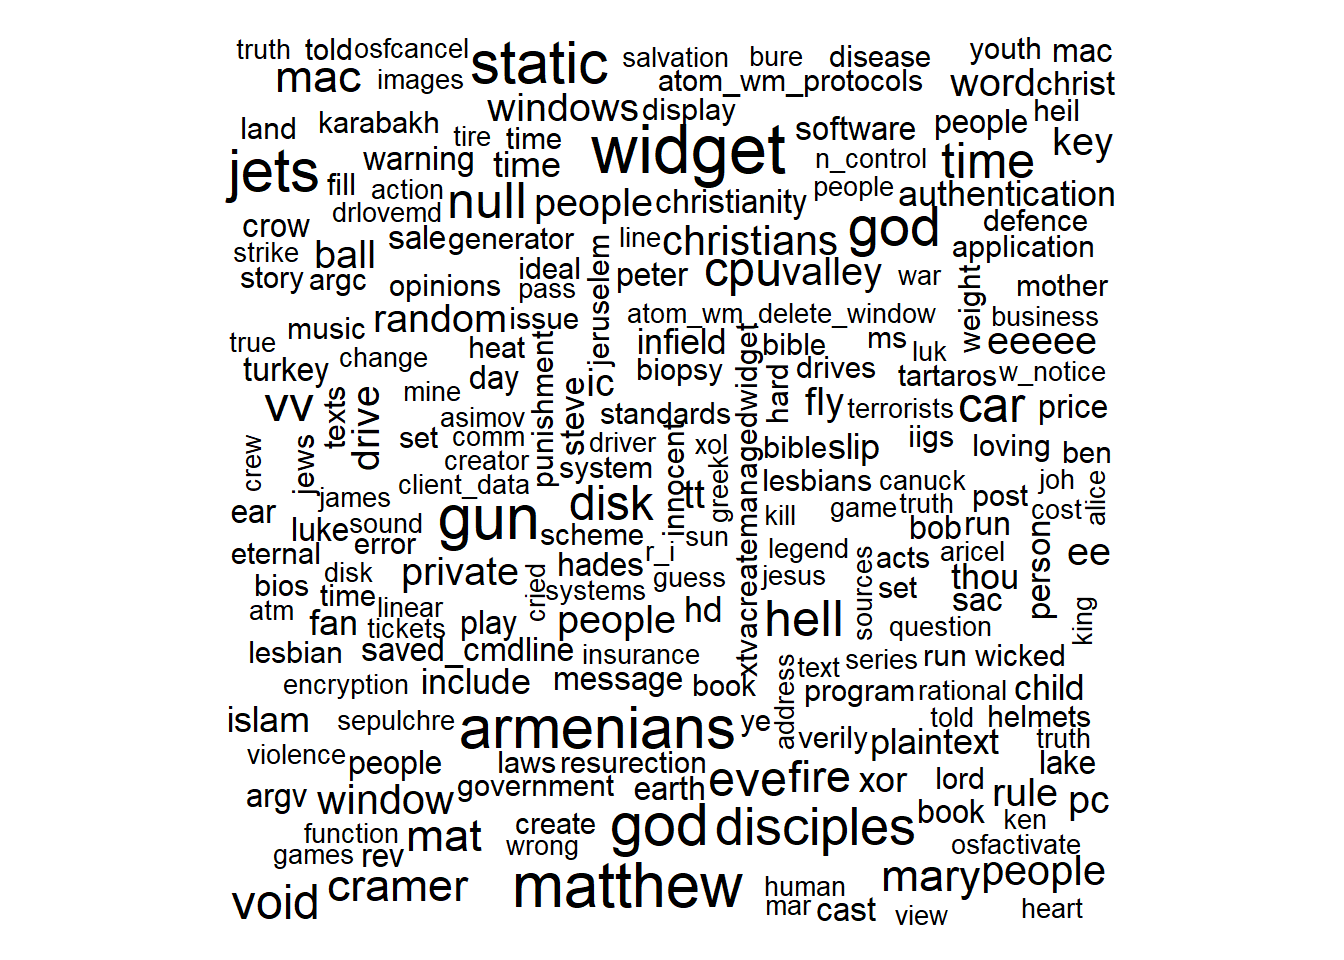 truth told osfcancel static salvation bure disease youth mac
mac images atom_wm_protocols word christ
windows display heil
land karabakh tire time widget software people key
jets warning time n_control time
fill action null people christianity people authentication
drlovemd
crow sale generator line christians god defence
strike ball application
story argc opinions ideal jeruselem peter cpu valley war weight mother
pass
true music random issue atom_wm_delete_window business
change heat punishment infield xtvacreatemanagedwidget bible ms luk eeeee
turkey mine day steve ic biopsy hard drives tartaros w_notice
vv texts drive asimov standards fly terrorists car price
crew jews set comm driver innocent xol bible slip iigs loving ben
creator system greek
james client_data disk tt lesbians canuck joh alice
ear luke sound gun kill game truth post cost
error scheme r_i sun legend bob run person
eternal private hades guess jesus sources acts aricel ee
bios disk cried systems set thou
atm time linear hd sac king
fan tickets play people hell question
lesbian saved_cmdline insurance address text series run wicked
encryption include message book program rational child
islam sepulchre armenians ye verily plaintext told helmets
truth
violence people laws resurection lake
argv window government earth eve fire xor lord rule pc
function mat create god disciples book ken
games rev wrong osfactivate
void cramer matthew human mary people
mar cast view heart